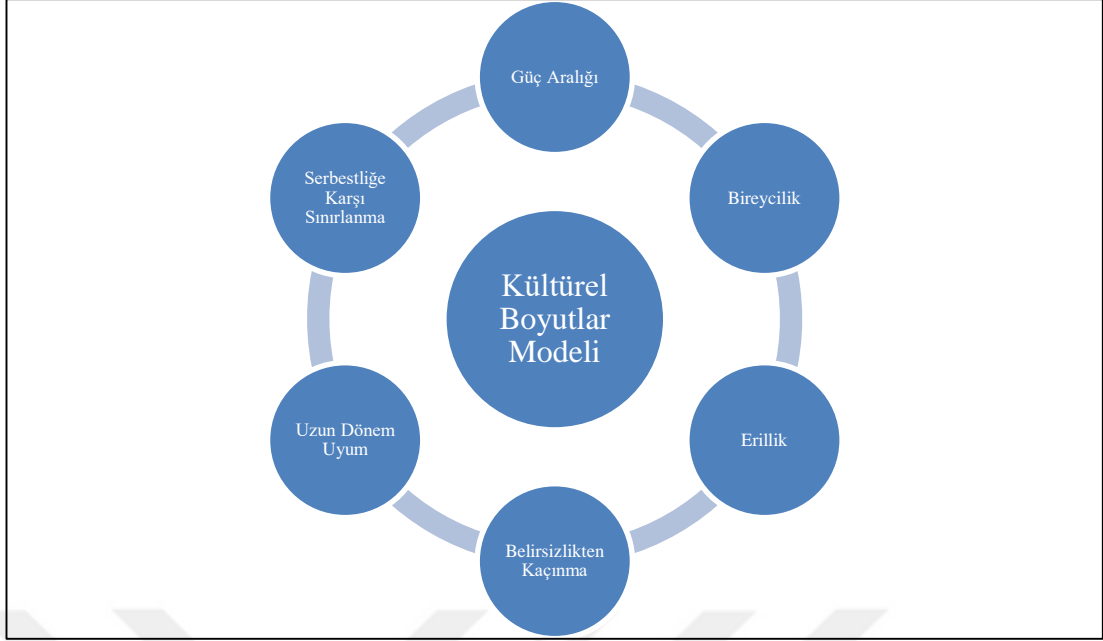 Güç Aralığı
Bireycilik
Erillik
Belirsizlikten
Kaçınma
Uzun Dönem
Uyum
Serbestliğe
Karşı
Sınırlanma
Kültürel
Boyutlar
Modeli